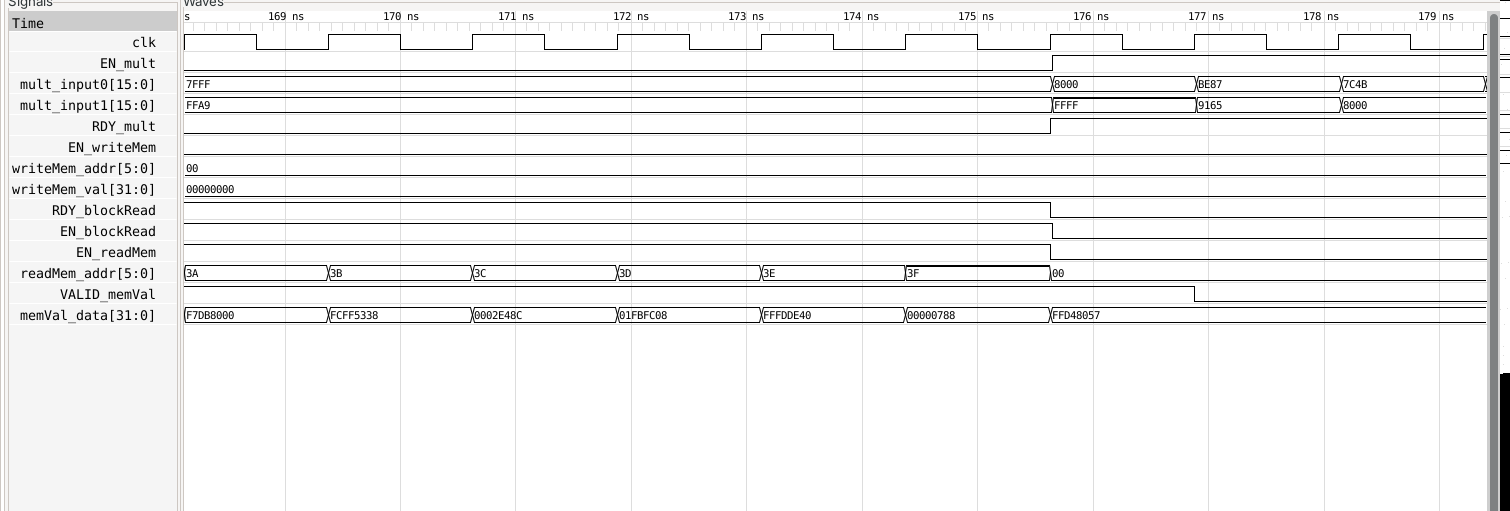 Signals Waves
Time s 169 ns 170 ns 171 ns 172 ns 173 ns 174 ns 175 ns 176 ns 177 ns 178 ns 179 ns
clk
EN_mult
mult_input0[15:0] 7FFF 8000 BE87 7C4B
mult_input1[15:0] FFA9 FFFF 9165 8000
RDY_mult
EN_writeMem
writeMem_addr[5:0] 00
writeMem_val[31:0] 00000000
RDY_blockRead
EN_blockRead
EN_readMem
readMem_addr[5:0] 3A 3B 3C 3D 3E 3F 00
VALID_memVal
memVal_data[31:0] F7DB8000 FCFF5338 0002E48C 01FBFC08 FFFDDE40 00000788 FFD48057